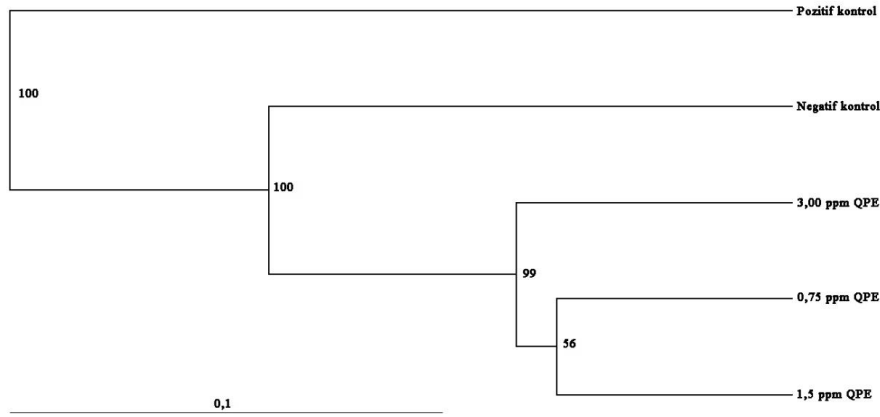 Pozitif kontrol
100
Negatif kontrol
100
3,00 ppm QPE
99
0,75 ppm QPE
56
1,5 ppm QPE
0,1